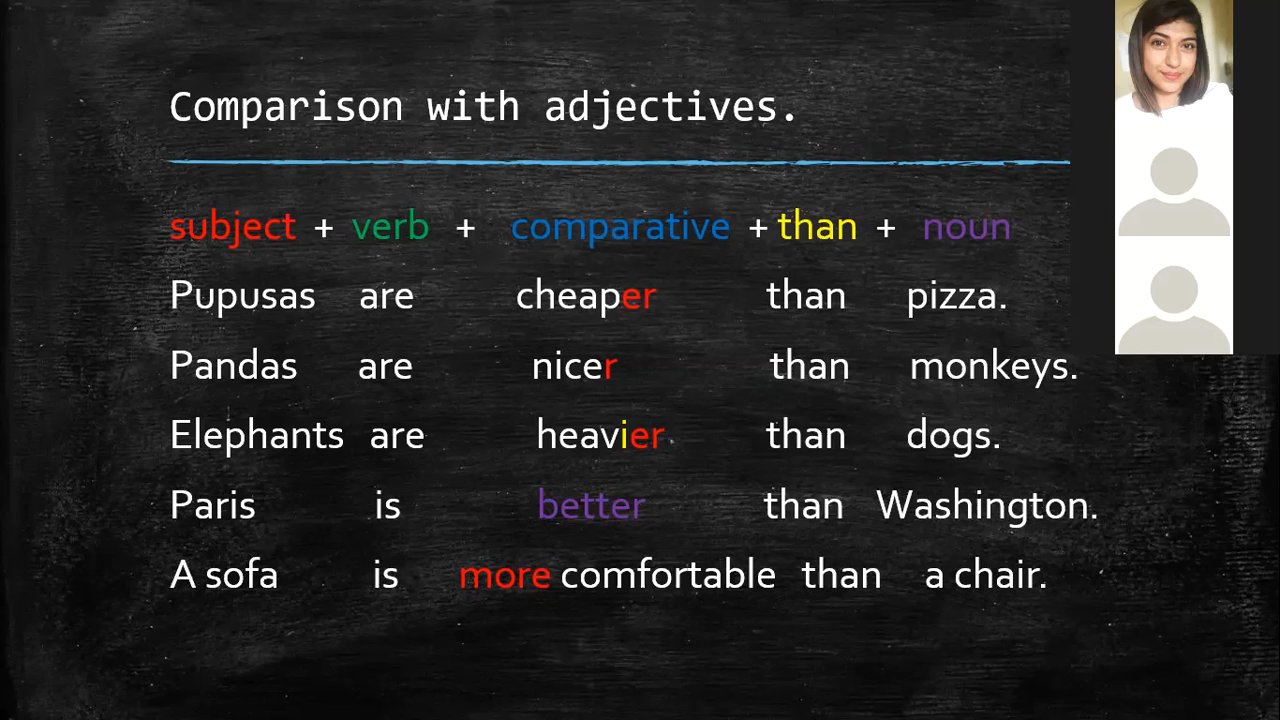 Comparison with adjectives.
subject + verb + comparative + than + noun
Pupusas are cheaper than pizza.
Pandas are nicer than monkeys.
Elephants are heavier than dogs.
Paris is better than Washington.
A sofa is more comfortable than a chair.